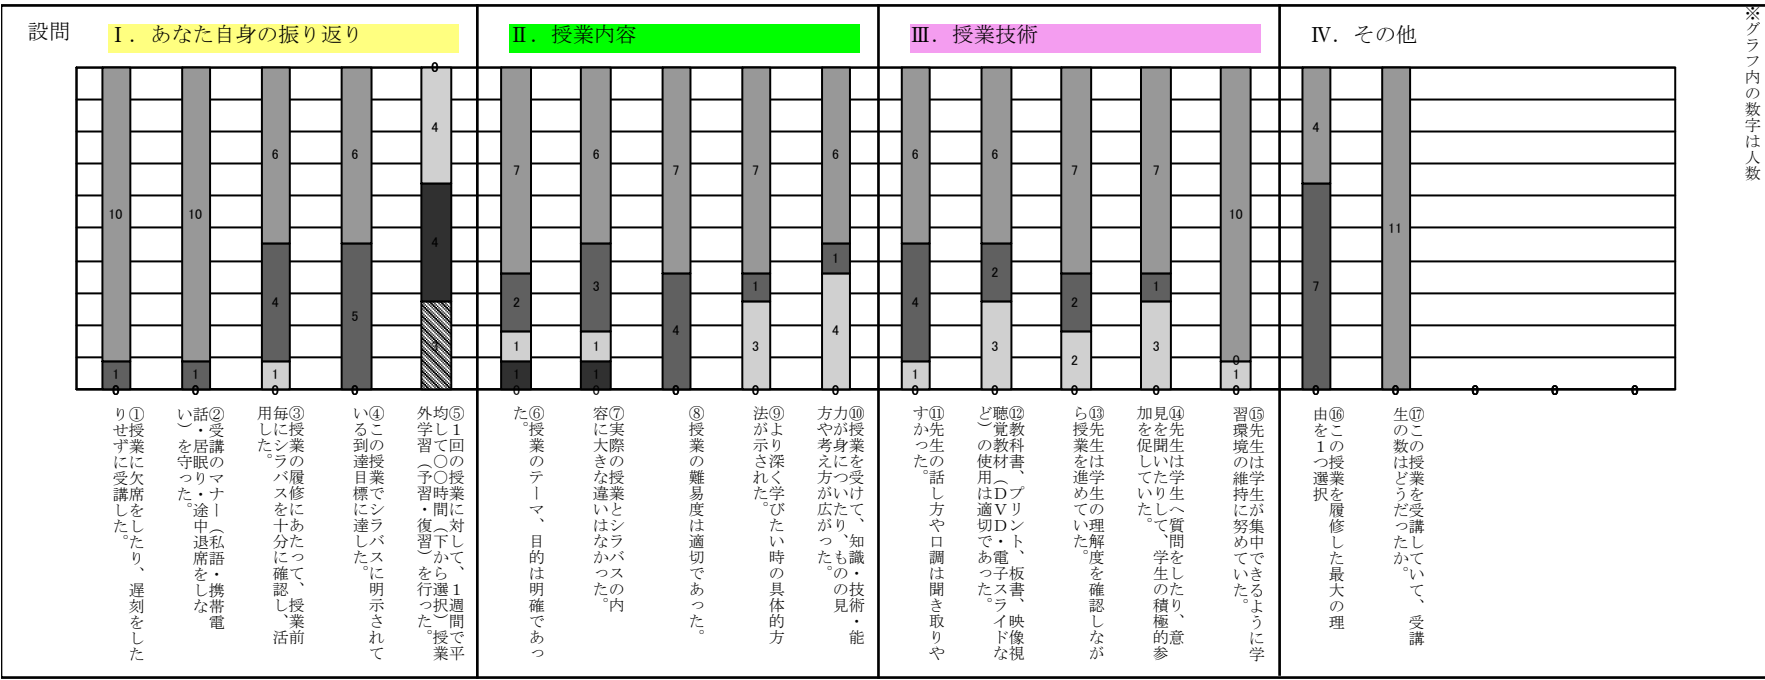 設問
Ⅰ．あなた自身の振り返り
Ⅱ．授業内容
Ⅲ．授業技術
Ⅳ．その他
※グラフ内の数字は人数
10
1
0
10
1
0
6
4
1
0
6
5
0
0
4
4
3
7
2
1
1
0
6
3
1
1
0
7
4
0
7
1
3
0
6
1
4
0
6
4
1
0
6
2
3
0
7
2
2
0
7
1
3
0
10
0
1
0
4
7
0
11
0
0
0
0
①授業に欠席をしたり、遅刻をした
りせずに受講した。
②受講のマナー（私語・携帯電
話・居眠り・途中退席をしな
い）を守った。
③授業の履修にあたって、授業前
毎にシラバスを十分に確認し、活
用した。
④この授業でシラバスに明示されて
いる到達目標に達した。
⑤１回の授業に対して、１週間で平
均して〇〇時間（下から選択）授業
外学習（予習・復習）を行った。
⑥授業のテーマ、目的は明確であっ
た。
⑦実際の授業とシラバスの内
容に大きな違いはなかった。
⑧授業の難易度は適切であった。
⑨より深く学びたい時の具体的方
法が示された。
⑩授業を受けて、知識・技術・能
力が身についたり、ものの見
方や考え方が広がった。
⑪先生の話し方や口調は聞き取りや
すかった。
⑫教科書、プリント、板書、映像視
聴覚教材（ＤＶＤ・電子スライドな
ど）の使用は適切であった。
⑬先生は学生の理解度を確認しなが
ら授業を進めていた。
⑭先生は学生へ質問をしたり、意
見を聞いたりして、学生の積極的参
加を促していた。
⑮先生は学生が集中できるように学
習環境の維持に努めていた。
⑯この授業を履修した最大の理
由を１つ選択
⑰この授業を受講していて、受講
生の数はどうだったか。